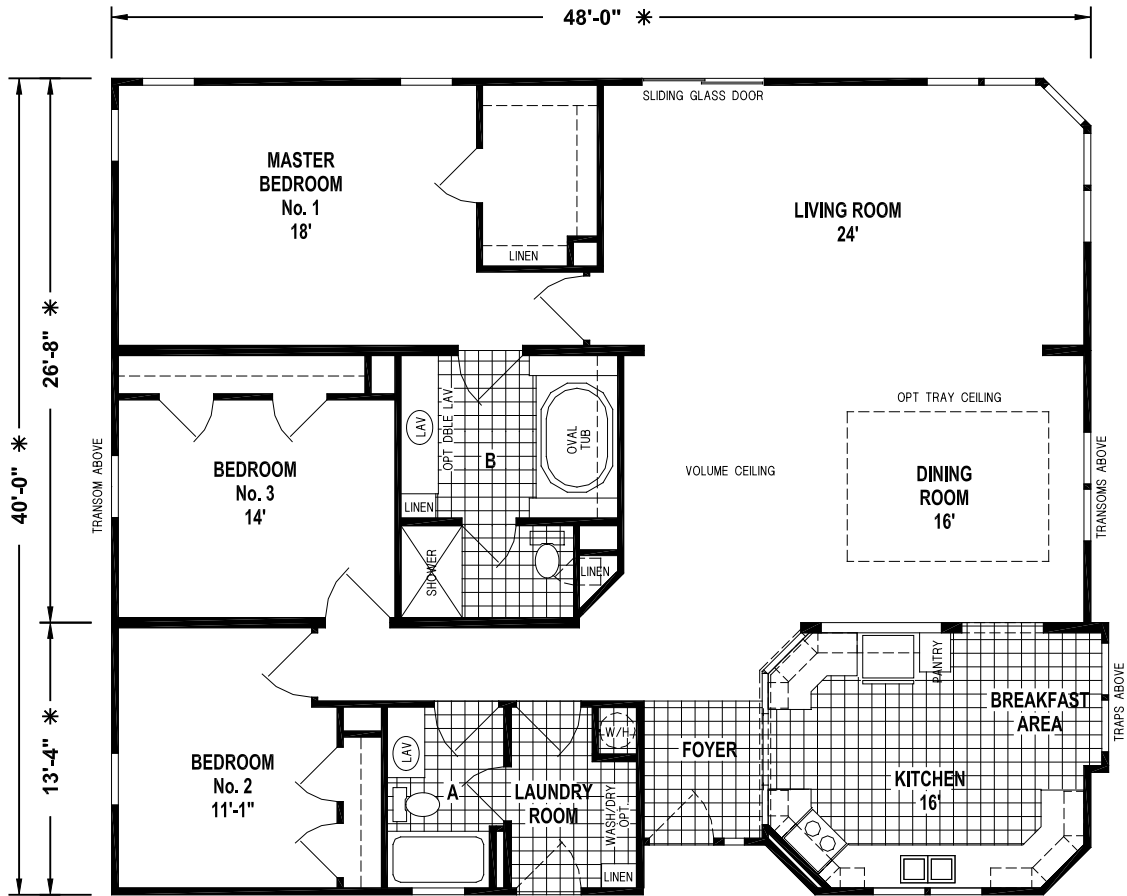 48'-0" ✳
SLIDING GLASS DOOR
MASTER
BEDROOM
No. 1
18'
LIVING ROOM
24'
LINEN
26'-8" ✳
40'-0" ✳
OPT TRAY CEILING
TRANSOM ABOVE
BEDROOM
No. 3
14'
LAV
OPT DBLE LAV
B
OVAL
TUB
VOLUME CEILING
DINING
ROOM
16'
TRANSOMS ABOVE
LINEN
SHOWER
LINEN
13'-4" ✳
PANTRY
BREAKFAST
AREA
TRAPS ABOVE
BEDROOM
No. 2
11'-1"
LAV
A
LAUNDRY
ROOM
W/H
WASH/DRY
OPT.
LINEN
FOYER
KITCHEN
16'